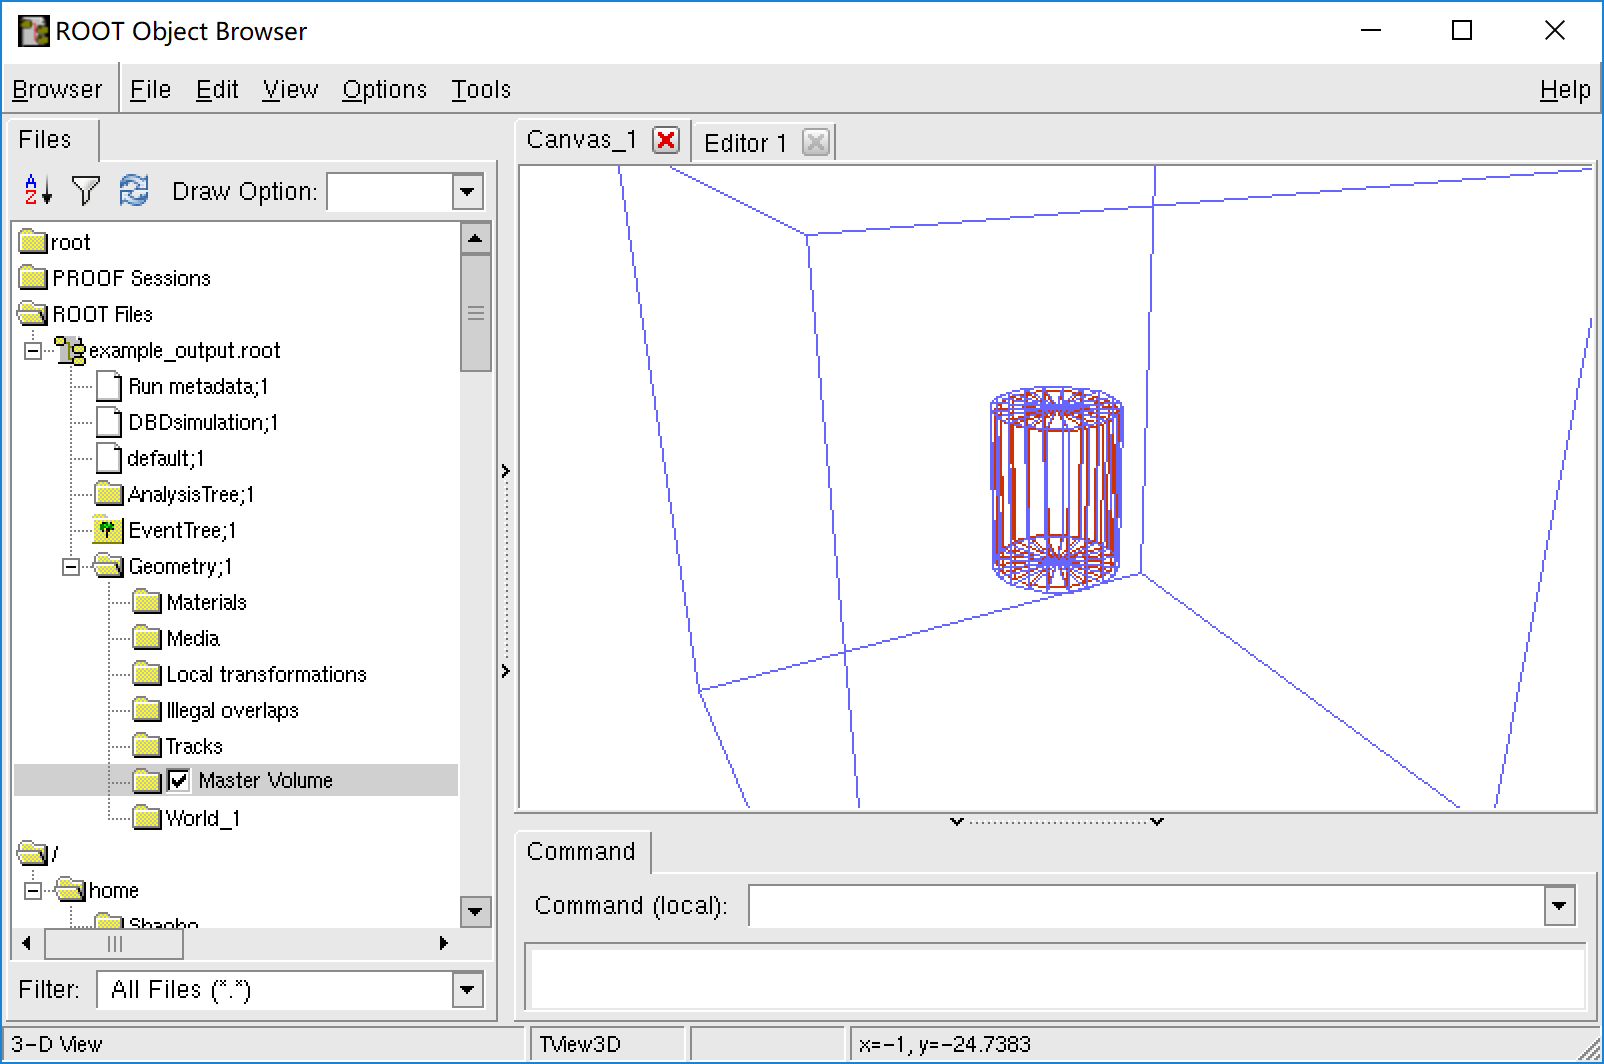 ROOT Object Browser
Browser File Edit View Options Tools Help
Files
Canvas_1 Editor 1
Draw Option:
root
PROOF Sessions
ROOT Files
example_output.root
Run metadata;1
DBDsimulation;1
default;1
AnalysisTree;1
EventTree;1
Geometry;1
Materials
Media
Local transformations
Illegal overlaps
Tracks
Master Volume
World_1
/
home
Shaobo
Filter: All Files (*.*)
Command
Command (local):
3-D View TView3D x=-1, y=-24.7383